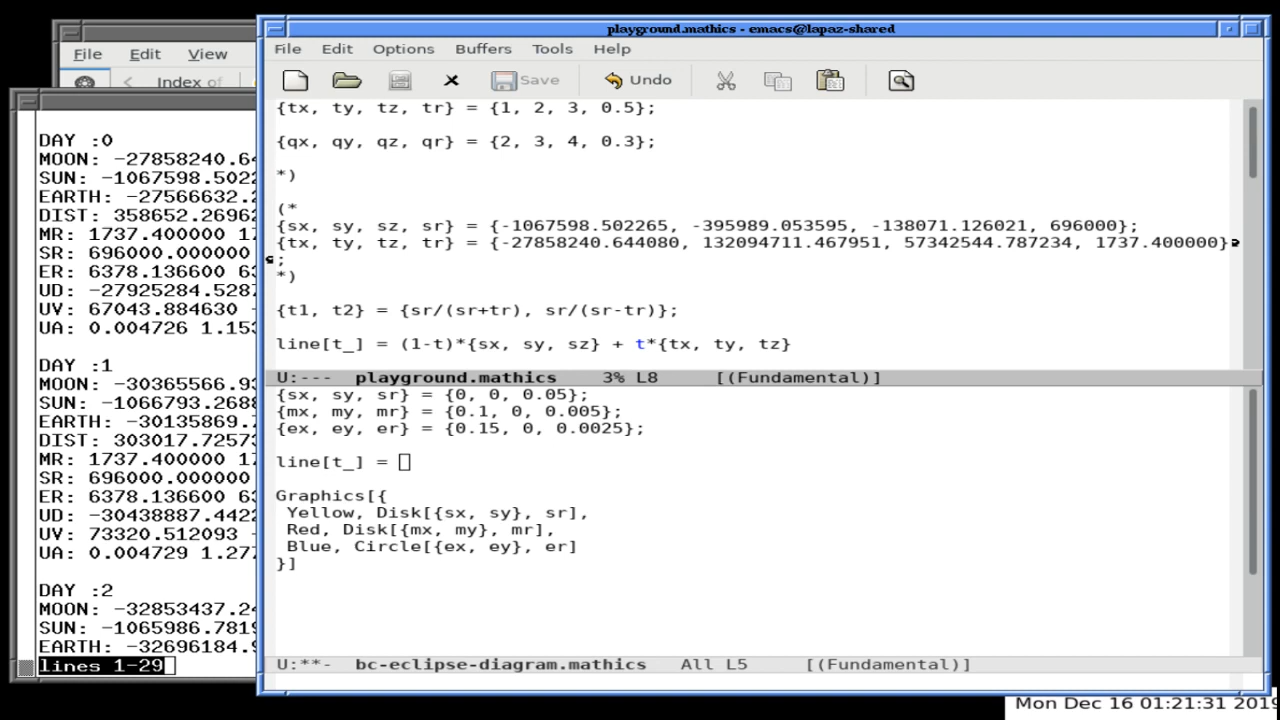 playground.mathics - emacs@lapaz-shared
File Edit View
Index of
File Edit Options Buffers Tools Help
Save Undo
{tx, ty, tz, tr} = {1, 2, 3, 0.5};
{qx, qy, qz, qr} = {2, 3, 4, 0.3};
*)
(*
{sx, sy, sz, sr} = {-1067598.502265, -395989.053595, -138071.126021, 696000};
{tx, ty, tz, tr} = {-27858240.644080, 132094711.467951, 57342544.787234, 1737.400000}
;
*)
{t1, t2} = {sr/(sr+tr), sr/(sr-tr)};
line[t_] = (1-t)*{sx, sy, sz} + t*{tx, ty, tz}
U:--- playground.mathics 3% L8 [(Fundamental)]
{sx, sy, sr} = {0, 0, 0.05};
{mx, my, mr} = {0.1, 0, 0.005};
{ex, ey, er} = {0.15, 0, 0.0025};
line[t_] =
Graphics[{
Yellow, Disk[{sx, sy}, sr],
Red, Disk[{mx, my}, mr],
Blue, Circle[{ex, ey}, er]
}]
U:**- bc-eclipse-diagram.mathics All L5 [(Fundamental)]
DAY :0
MOON: -27858240.64
SUN: -1067598.502
EARTH: -27566632.
DIST: 358652.2696
MR: 1737.400000 1
SR: 696000.000000
ER: 6378.136600 6
UD: -27925284.528
UV: 67043.884630 -
UA: 0.004726 1.15
DAY :1
MOON: -30365566.9
SUN: -1066793.268
EARTH: -30135869.
DIST: 303017.7257
MR: 1737.400000 1
SR: 696000.000000
ER: 6378.136600 6
UD: -30438887.442
UV: 73320.512093 -
UA: 0.004729 1.27
DAY :2
MOON: -32853437.2
SUN: -1065986.781
EARTH: -32696184.
lines 1-29
Mon Dec 16 01:21:31 2019